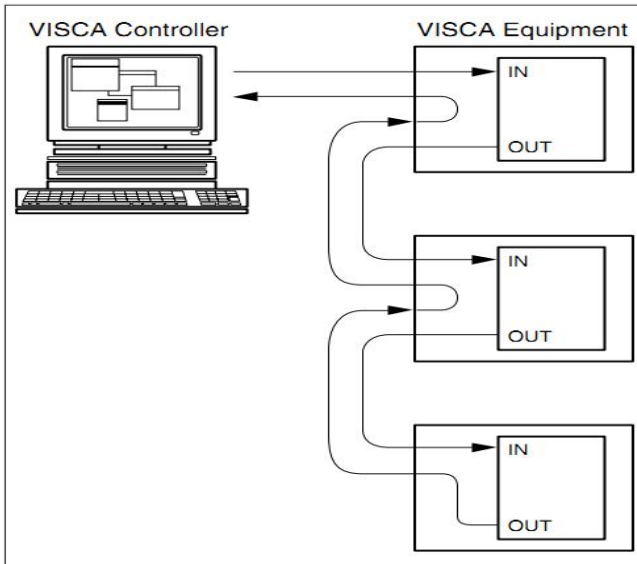 VISCA Controller
VISCA Equipment
IN
OUT
IN
OUT
IN
OUT